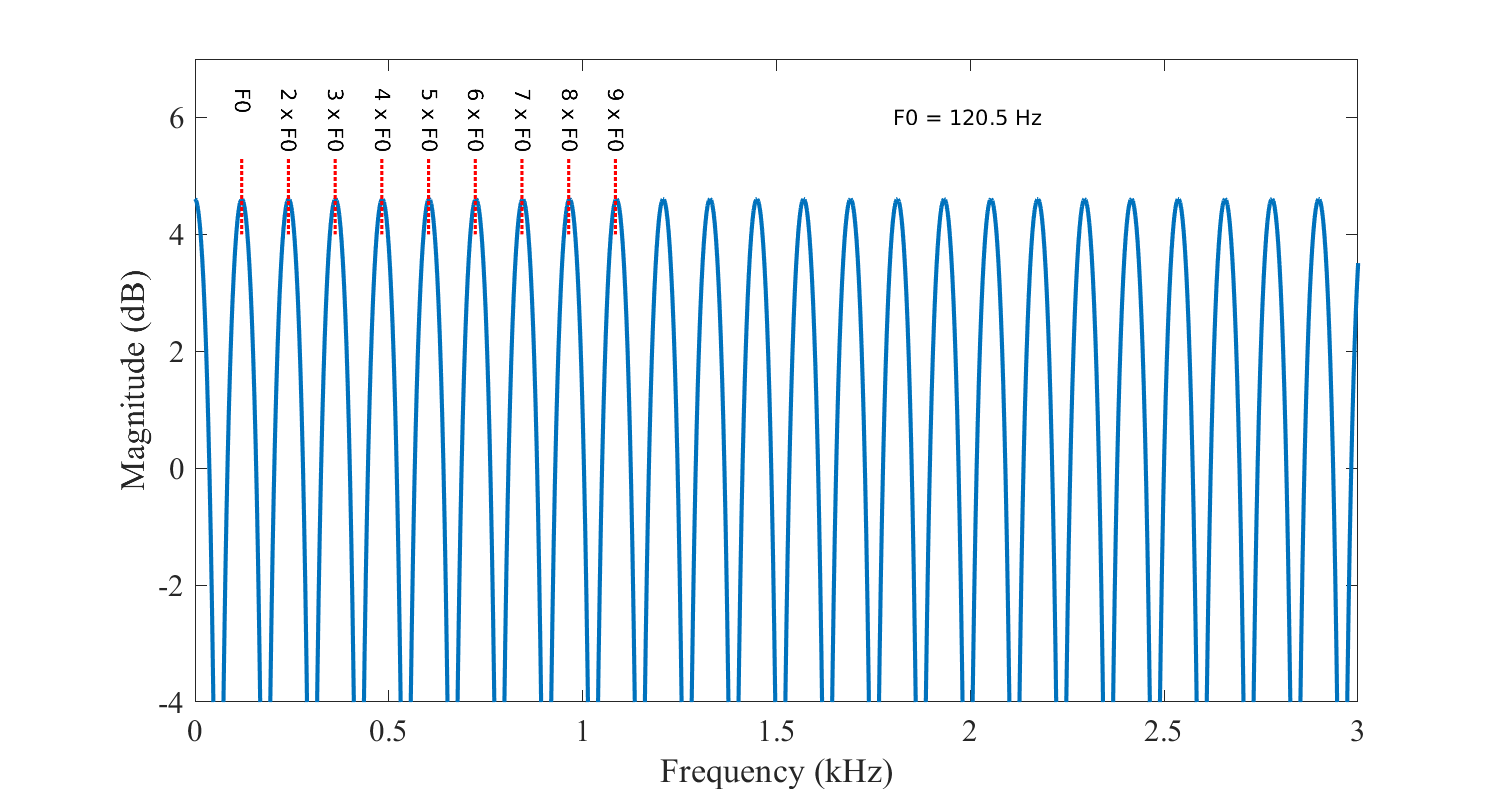 F0
2 x F0
3 x F0
4 x F0
5 x F0
6 x F0
7 x F0
8 x F0
9 x F0
F0 = 120.5 Hz
6
4
2
0
-2
-4
Magnitude (dB)
0
0.5
1
1.5
2
2.5
3
Frequency (kHz)